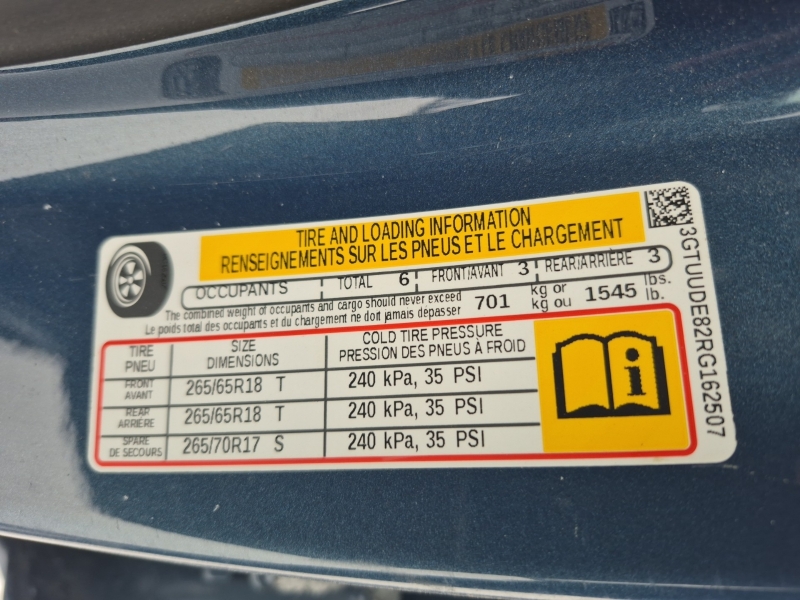 TIRE AND LOADING INFORMATION
RENSEIGNEMENTS SUR LES PNEUS ET LE CHARGEMENT
OCCUPANTS TOTAL 6 FRONT/AVANT 3 REAR/ARRIÈRE 3
The combined weight of occupants and cargo should never exceed 701 kg or 1545 lbs.
Le poids total des occupants et du chargement ne doit jamais dépasser kg ou lb.
TIRE SIZE COLD TIRE PRESSURE
PNEU DIMENSIONS PRESSION DES PNEUS À FROID
FRONT
AVANT 265/65R18 T 240 kPa, 35 PSI
REAR
ARRIÈRE 265/65R18 T 240 kPa, 35 PSI
SPARE
DE SECOURS 265/70R17 S 240 kPa, 35 PSI
i
3GTUUDE82RG162507